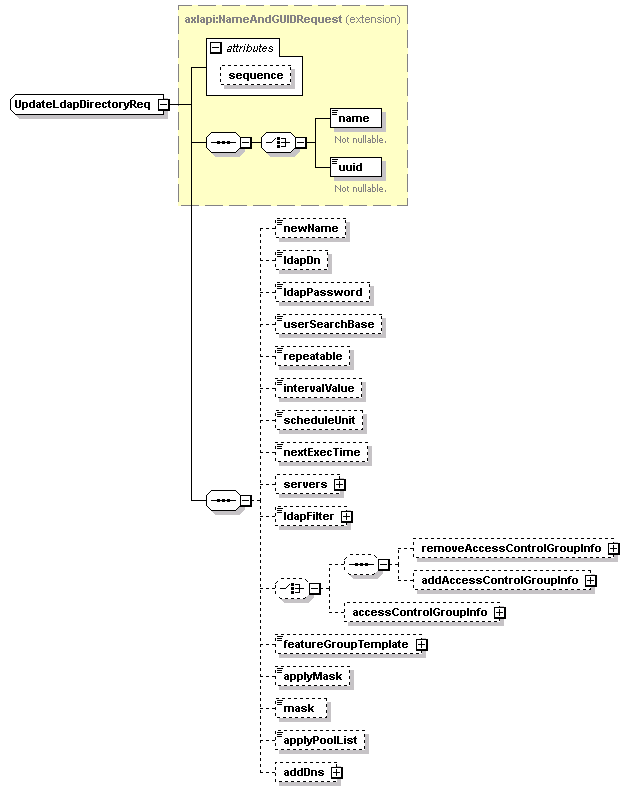 axlapi:NameAndGUIDRequest (extension)
attributes
sequence
UpdateLdapDirectoryReq
name
Not nullable.
uuid
Not nullable.
newName
ldapDn
ldapPassword
userSearchBase
repeatable
intervalValue
scheduleUnit
nextExecTime
servers
ldapFilter
removeAccessControlGroupInfo
addAccessControlGroupInfo
accessControlGroupInfo
featureGroupTemplate
applyMask
mask
applyPoolList
addDns